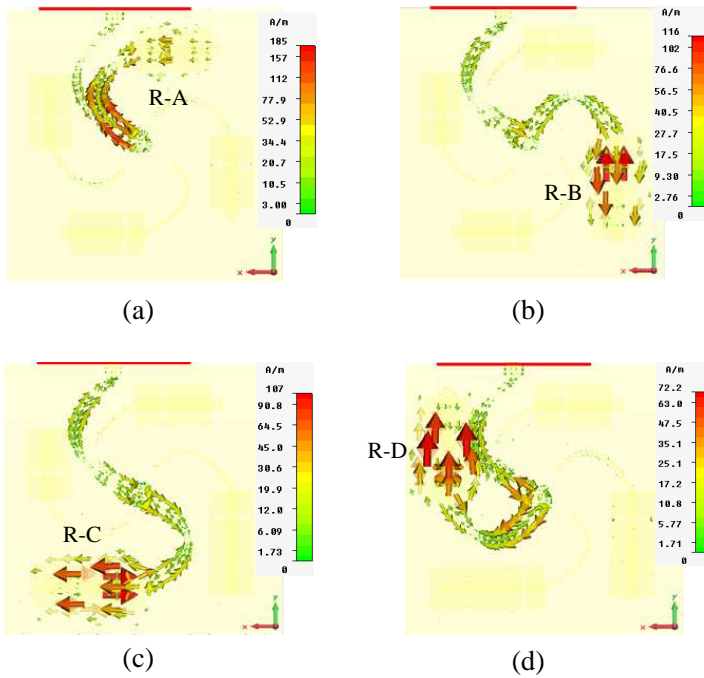 A/m
185
157
112
77.9
52.9
34.4
20.7
10.5
3.00
0
R-A
y
x
(a)
A/m
116
102
76.6
56.5
40.5
27.7
17.5
9.30
2.76
0
R-B
y
x
(b)
A/m
107
90.8
64.5
45.0
30.6
19.9
12.0
6.09
1.73
0
R-C
y
x
(c)
A/m
72.2
63.0
47.5
35.1
25.2
17.2
10.8
5.77
1.71
0
R-D
y
x
(d)